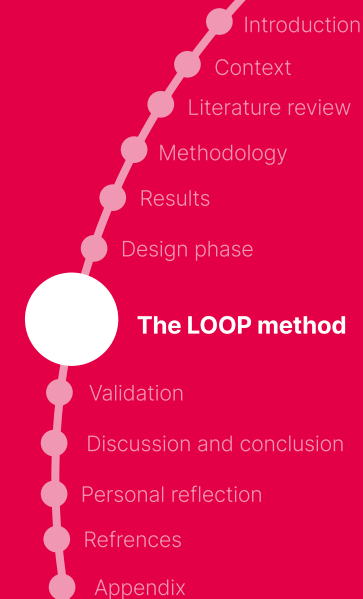 Introduction
Context
Literature review
Methodology
Results
Design phase
The LOOP method
Validation
Discussion and conclusion
Personal reflection
Refrences
Appendix